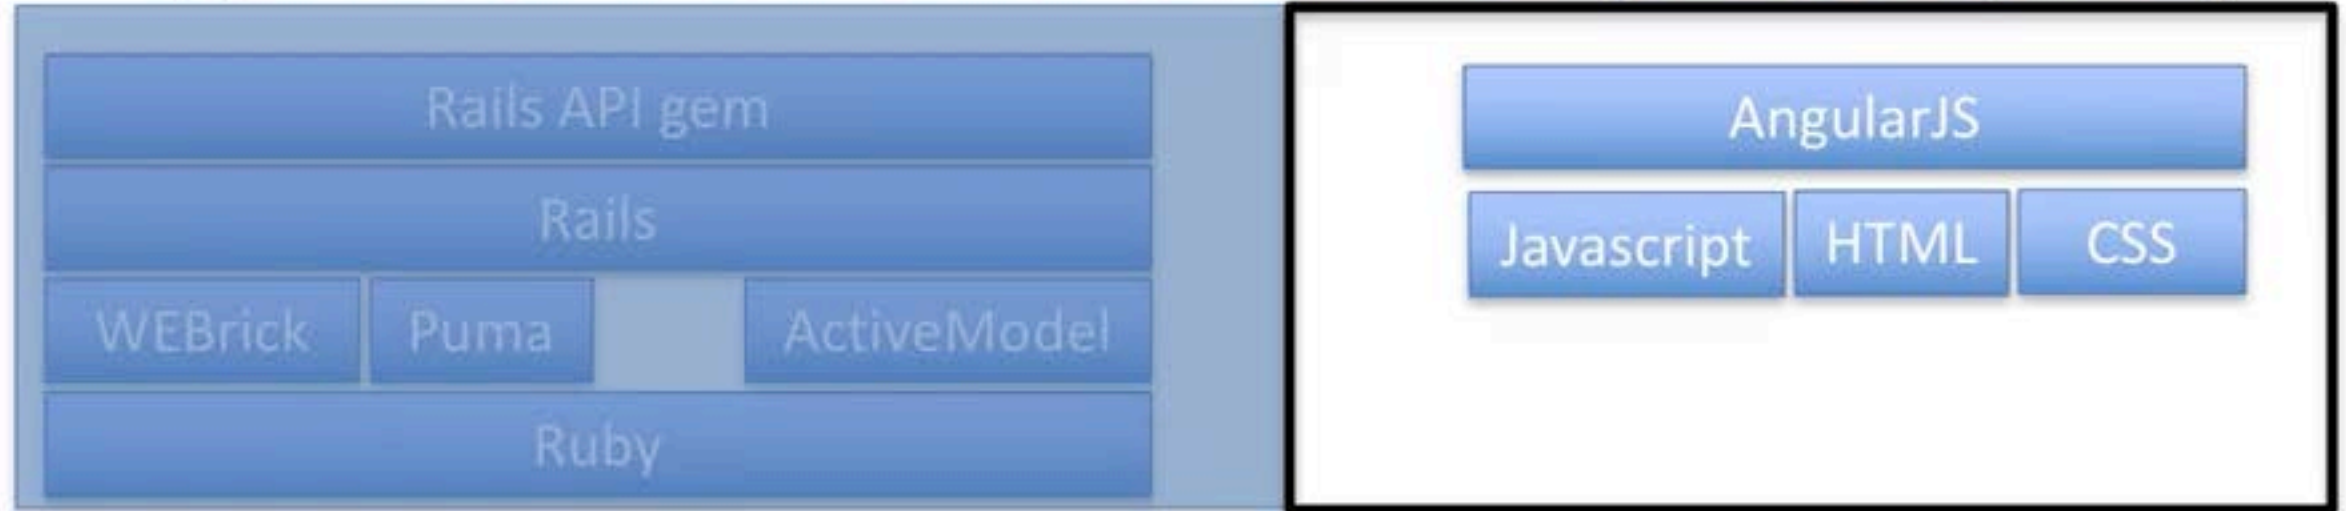 Rails API gem
Rails
WEBrick Puma ActiveModel
Ruby
AngularJS
Javascript HTML CSS